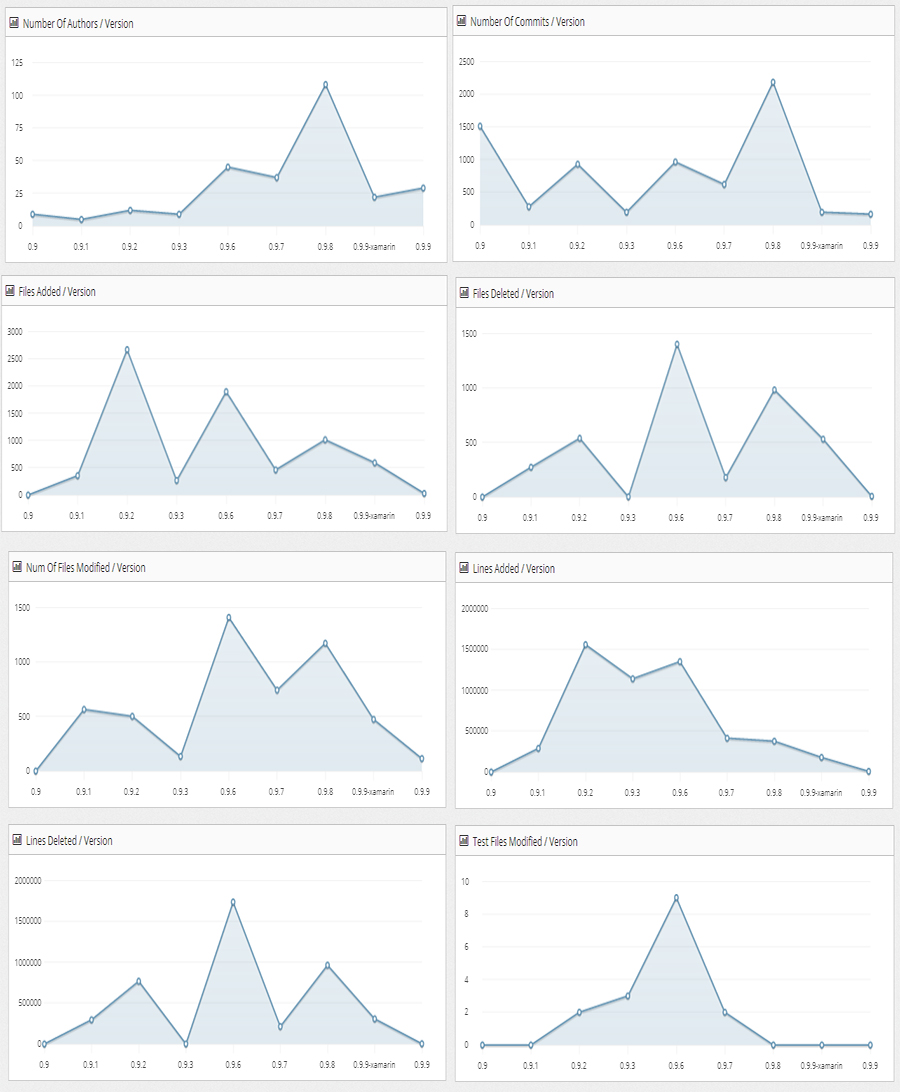 Number Of Authors / Version
125
100
75
50
25
0
0.9 0.9.1 0.9.2 0.9.3 0.9.6 0.9.7 0.9.8 0.9.9-xamarin 0.9.9
Number Of Commits / Version
2500
2000
1500
1000
500
0
0.9 0.9.1 0.9.2 0.9.3 0.9.6 0.9.7 0.9.8 0.9.9-xamarin 0.9.9
Files Added / Version
3000
2500
2000
1500
1000
500
0
0.9 0.9.1 0.9.2 0.9.3 0.9.6 0.9.7 0.9.8 0.9.9-xamarin 0.9.9
Files Deleted / Version
1500
1000
500
0
0.9 0.9.1 0.9.2 0.9.3 0.9.6 0.9.7 0.9.8 0.9.9-xamarin 0.9.9
Num Of Files Modified / Version
1500
1000
500
0
0.9 0.9.1 0.9.2 0.9.3 0.9.6 0.9.7 0.9.8 0.9.9-xamarin 0.9.9
Lines Added / Version
2000000
1500000
1000000
500000
0
0.9 0.9.1 0.9.2 0.9.3 0.9.6 0.9.7 0.9.8 0.9.9-xamarin 0.9.9
Lines Deleted / Version
2000000
1500000
1000000
500000
0
0.9 0.9.1 0.9.2 0.9.3 0.9.6 0.9.7 0.9.8 0.9.9-xamarin 0.9.9
Test Files Modified / Version
10
8
6
4
2
0
0.9 0.9.1 0.9.2 0.9.3 0.9.6 0.9.7 0.9.8 0.9.9-xamarin 0.9.9